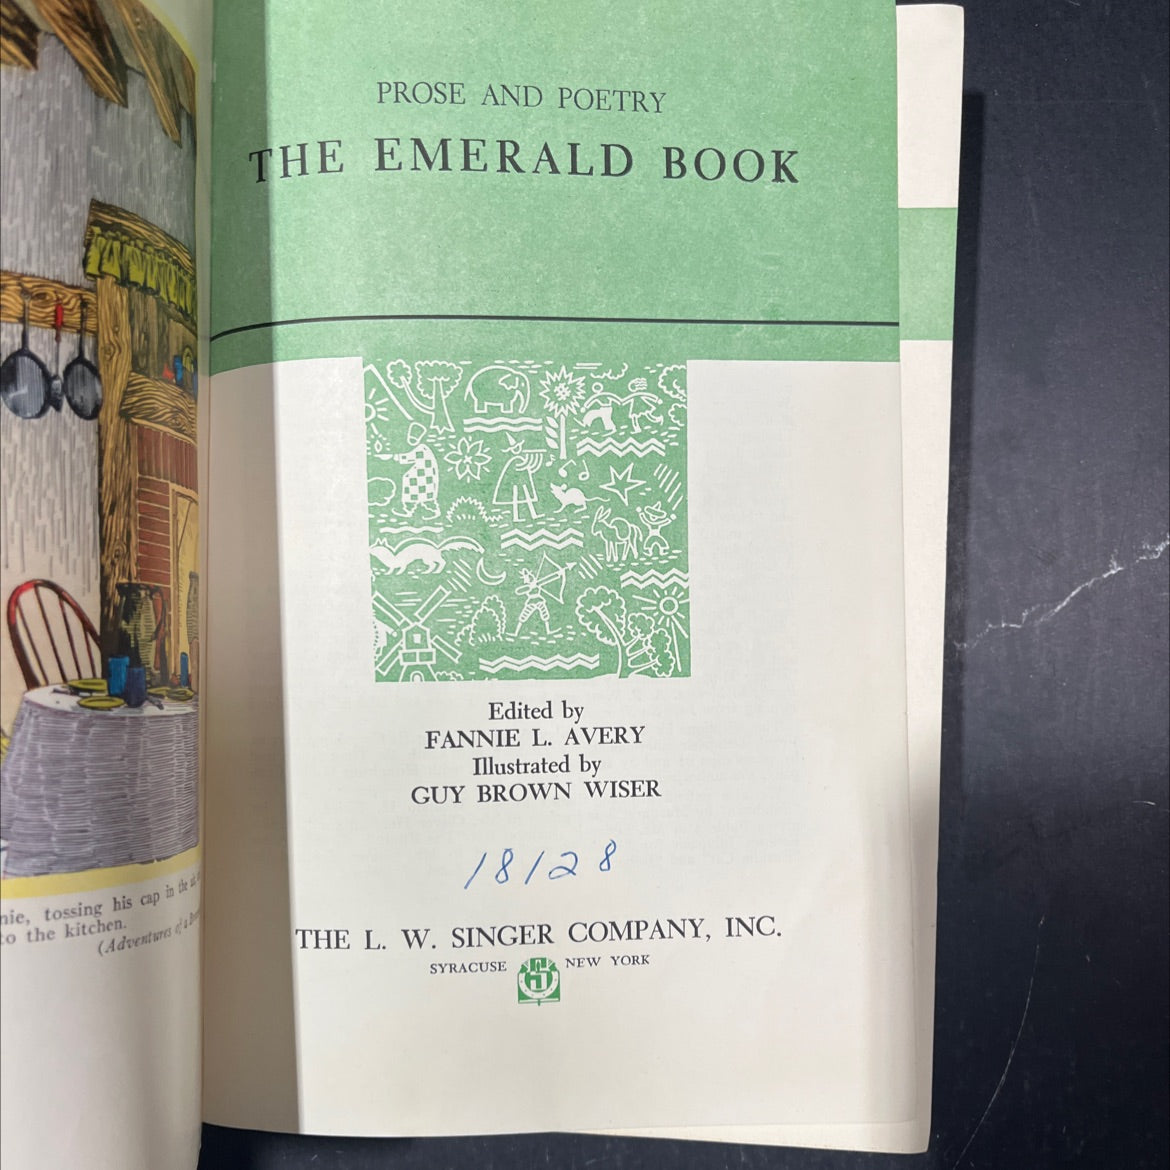 PROSE AND POETRY
THE EMERALD BOOK
Edited by
FANNIE L. AVERY
Illustrated by
GUY BROWN WISER
18128
THE L. W. SINGER COMPANY, INC.
SYRACUSE S NEW YORK
nie, tossing his cap in the
to the kitchen.
(Adventures of a